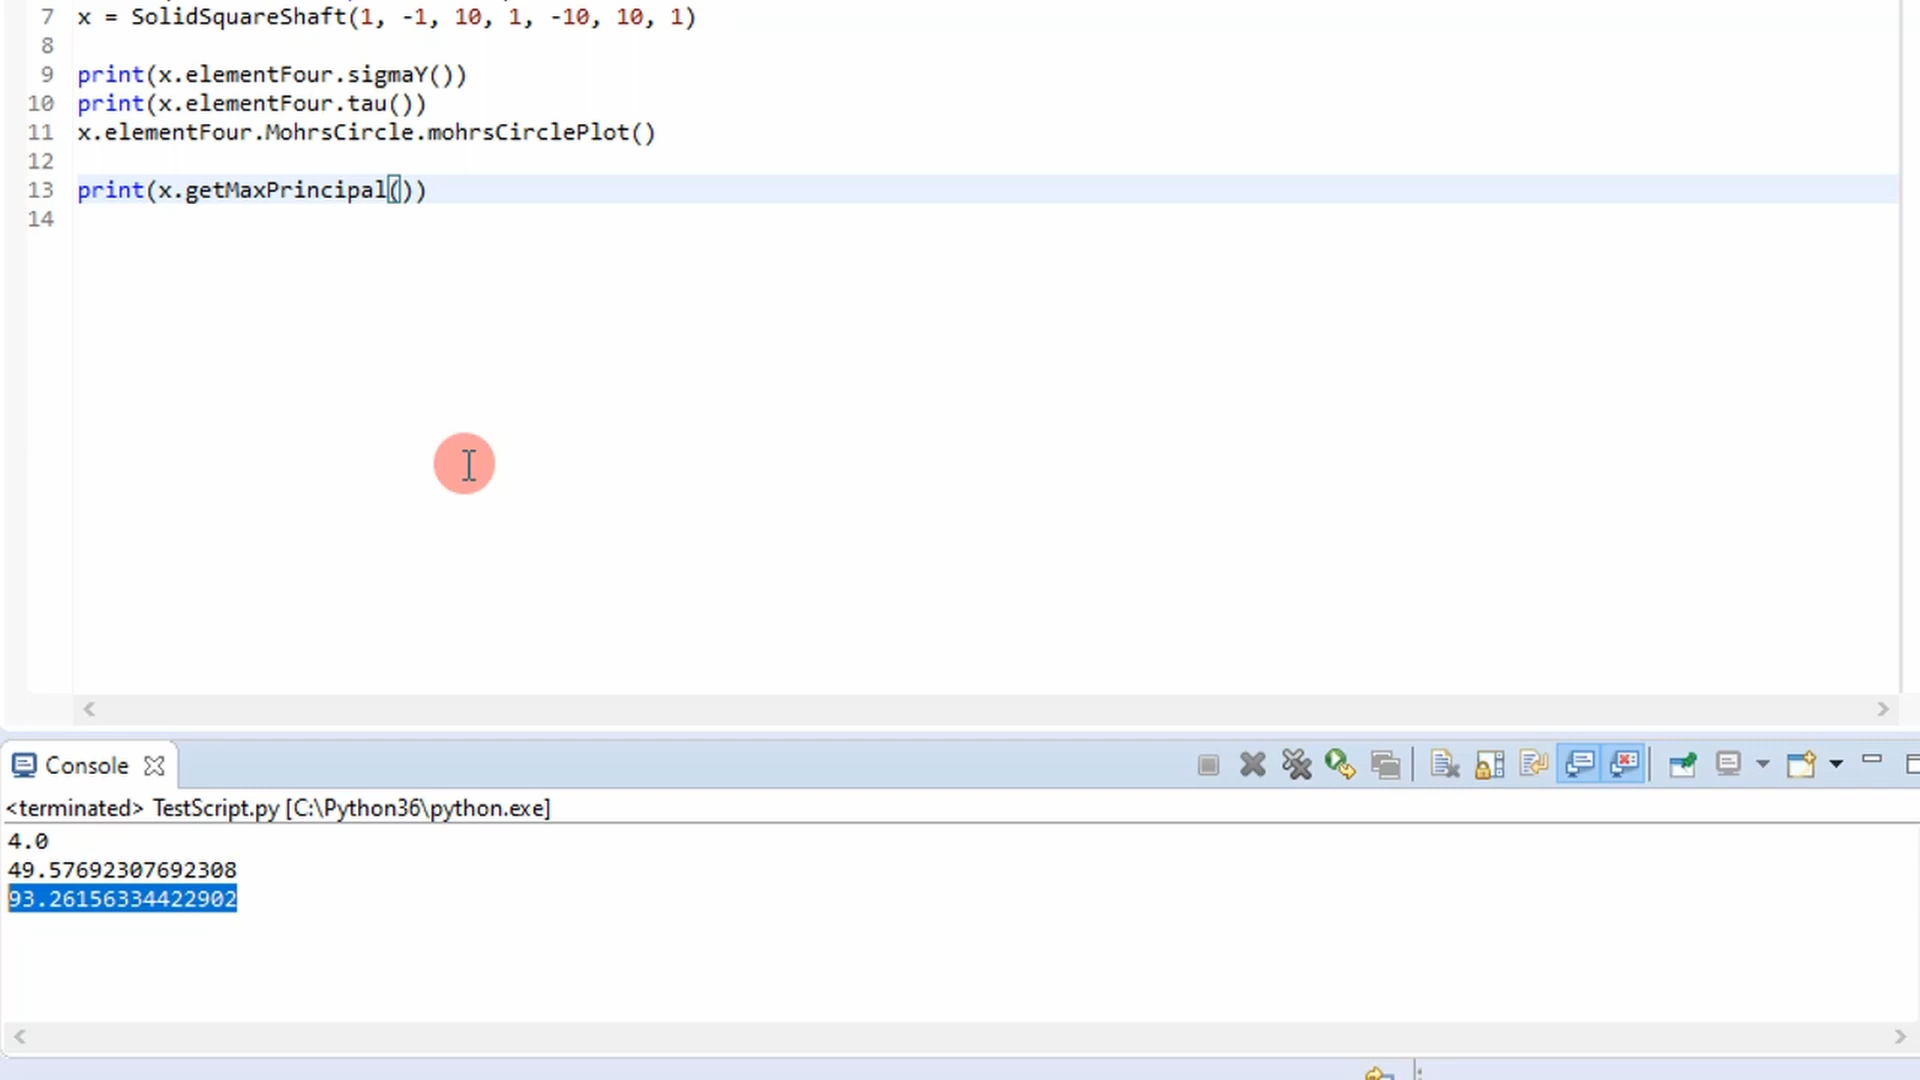 7 x = SolidSquareShaft(1, -1, 10, 1, -10, 10, 1)
8
9 print(x.elementFour.sigmaY())
10 print(x.elementFour.tau())
11 x.elementFour.MohrsCircle.mohrsCirclePlot()
12
13 print(x.getMaxPrincipal())
14
Console
<terminated> TestScript.py [C:\Python36\python.exe]
4.0
49.57692307692308
93.26156334422902